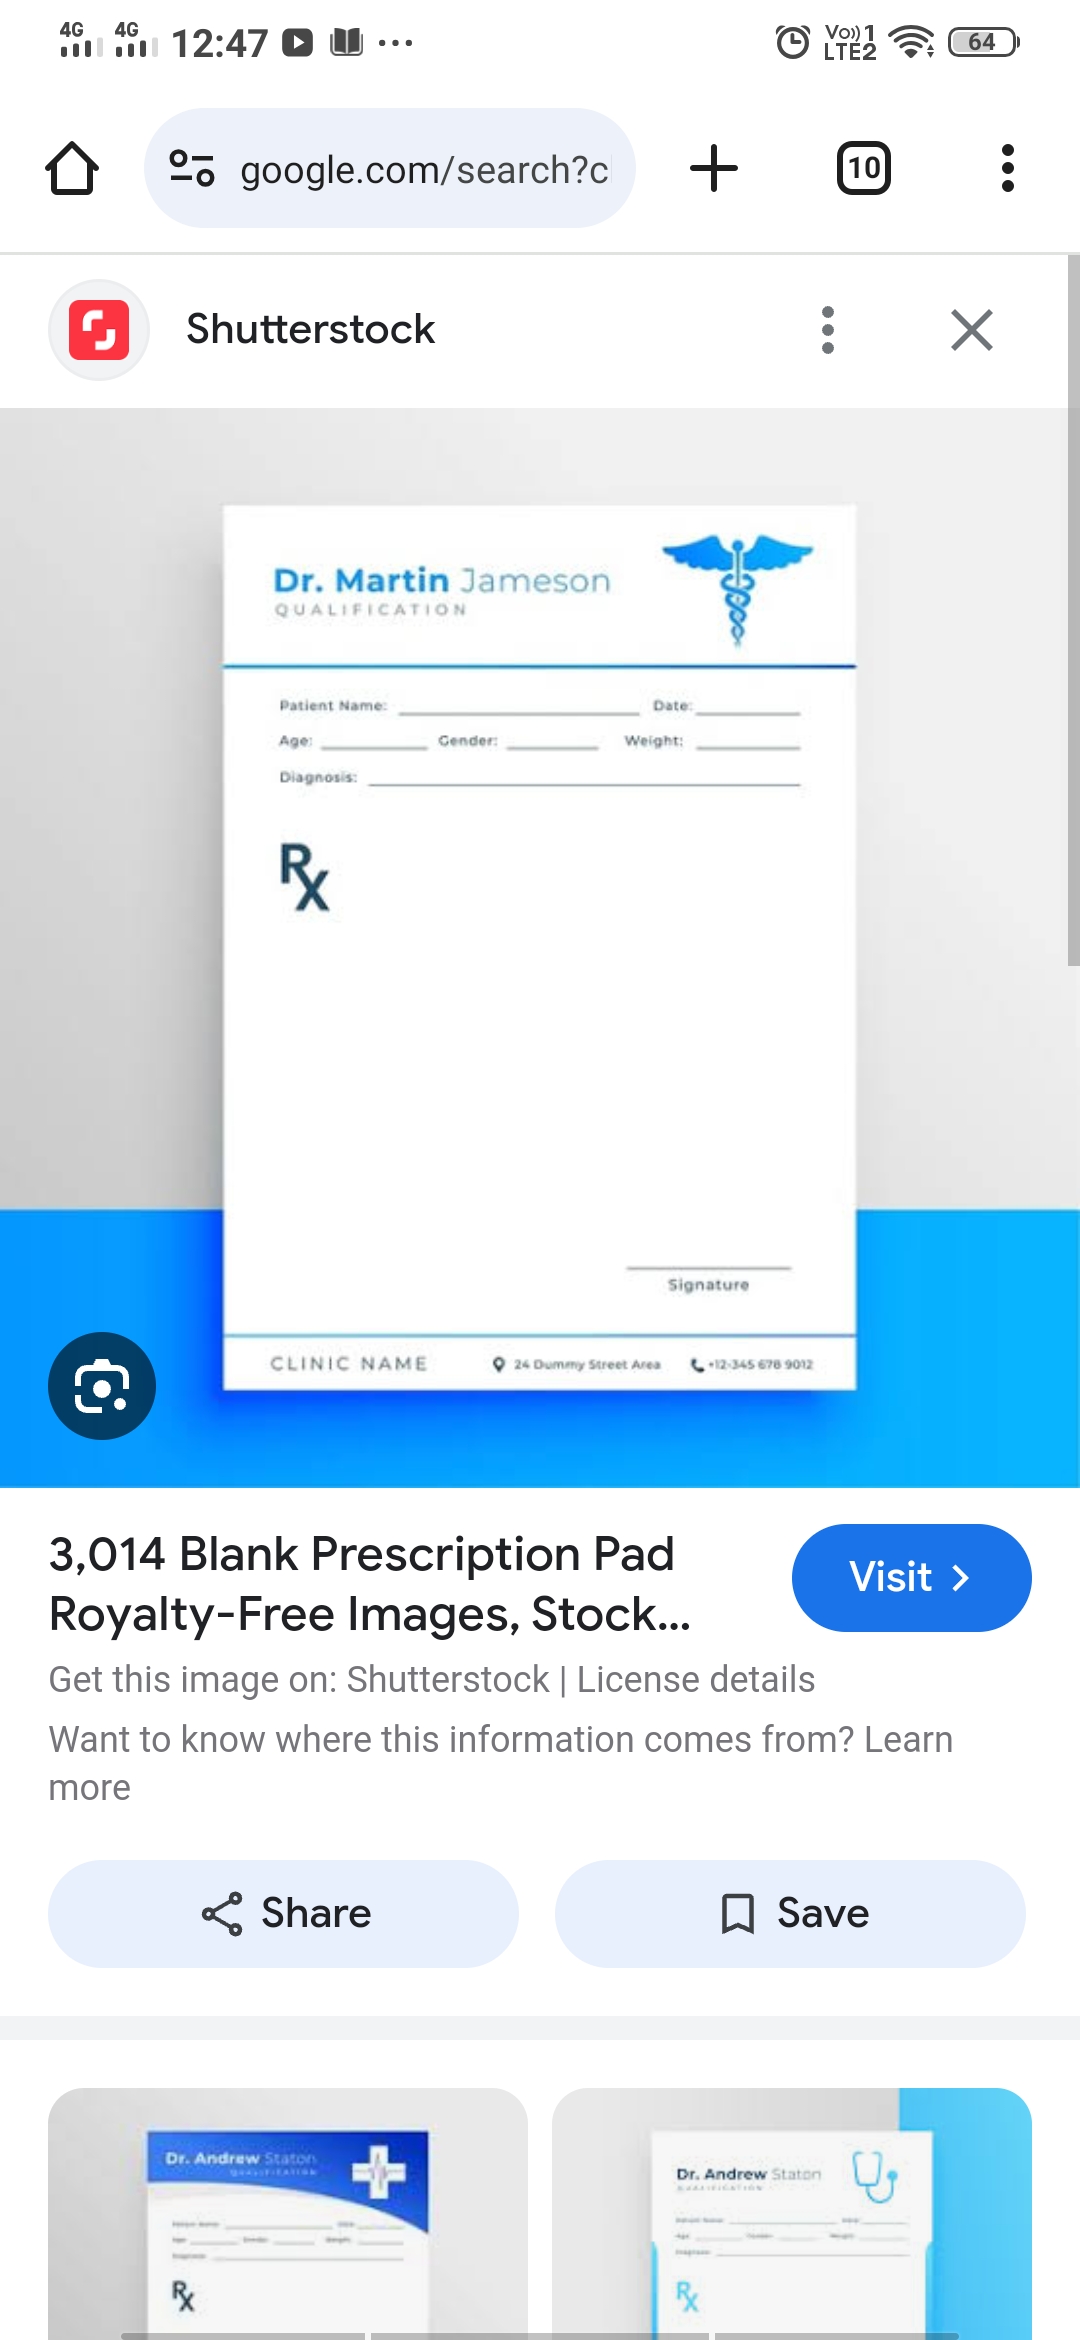 4G 4G 12:47 Vo)) 1 LTE2 64
google.com/search?c
10
Shutterstock
Dr. Martin Jameson
QUALIFICATION
Patient Name: Date:
Age: Gender: Weight:
Diagnosis:
Rx
Signature
CLINIC NAME 24 Dummy Street Area +12-345 678 9012
3,014 Blank Prescription Pad
Royalty-Free Images, Stock...
Visit
Get this image on: Shutterstock | License details
Want to know where this information comes from? Learn
more
Share Save
Dr. Andrew Staton
QUALIFICATION
Rx
Dr. Andrew Staton
QUALIFICATION
Rx